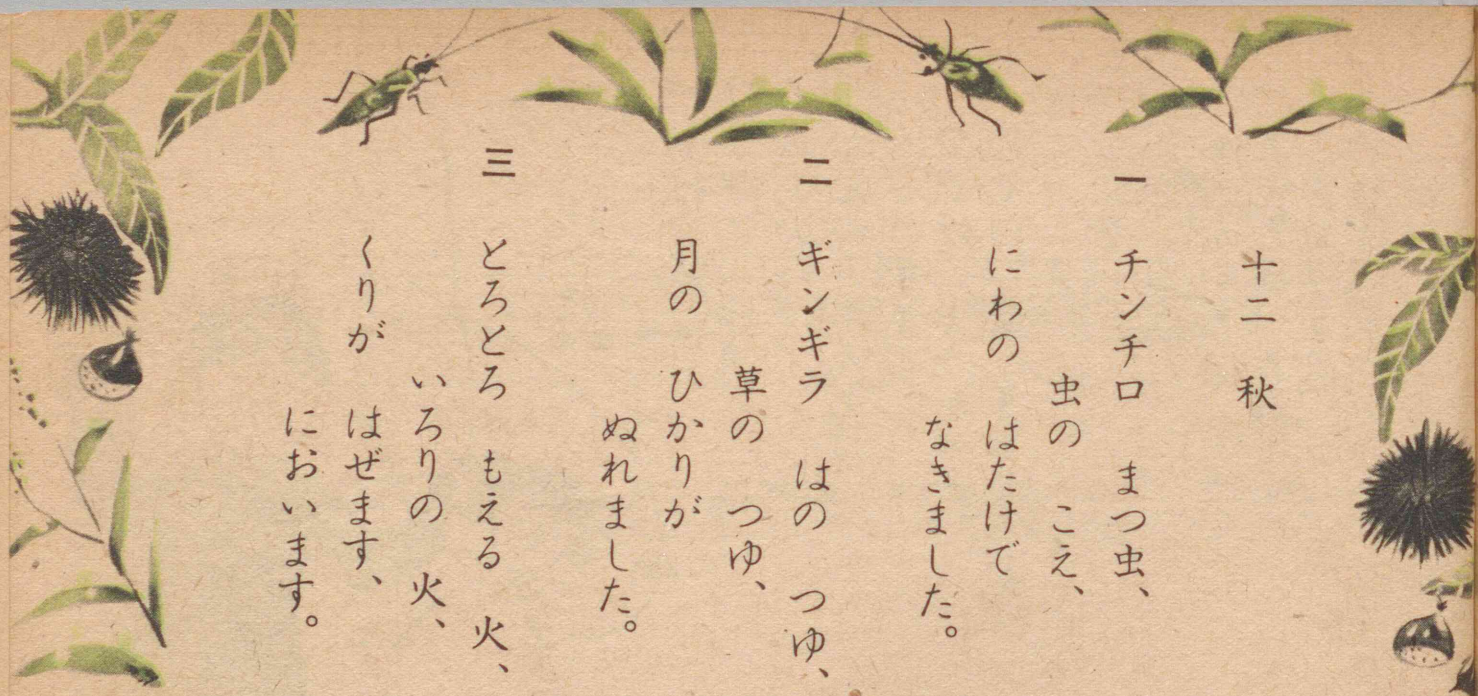 十二　秋
一　チンチロ　まつ虫、
虫の　こえ、
にわの　はたけで
なきました。
二　ギンギラ　はの　つゆ、
草の　つゆ、
月の　ひかりが
ぬれました。
三　とろとろ　もえる　火、
いろりの　火、
くりが　はぜます、
においます。